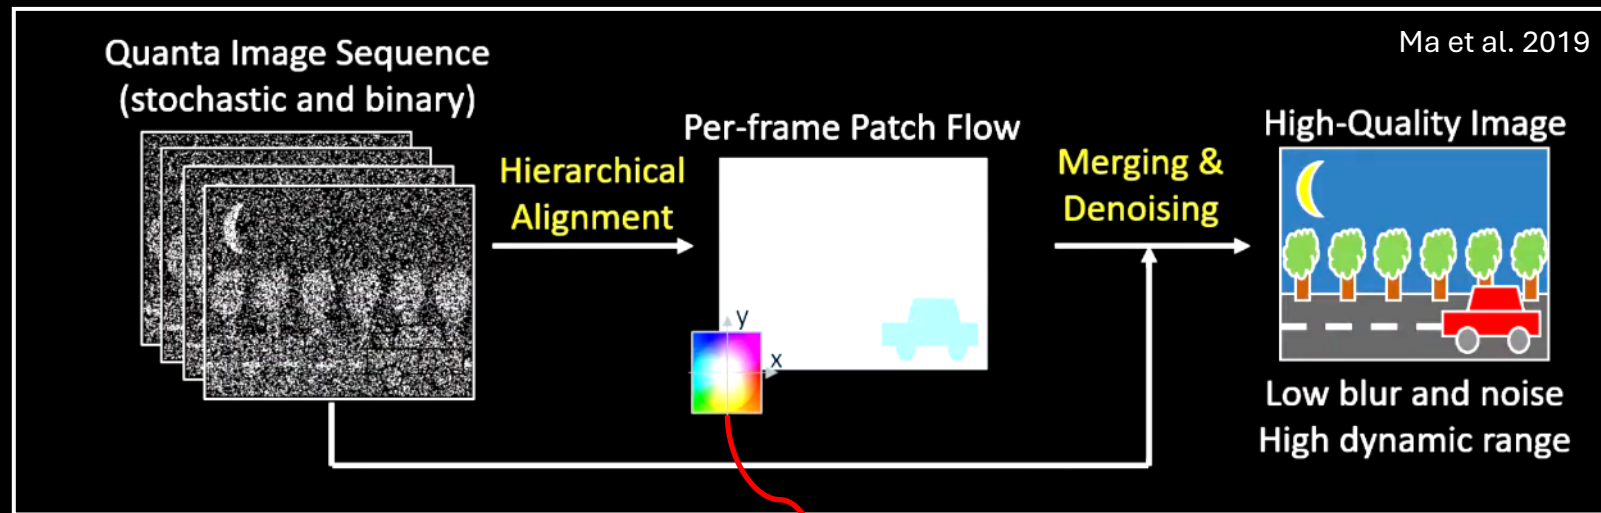 Ma et al. 2019
Quanta Image Sequence
(stochastic and binary)
Hierarchical
Alignment
Per-frame Patch Flow
y
x
Merging &
Denoising
High-Quality Image
Low blur and noise
High dynamic range